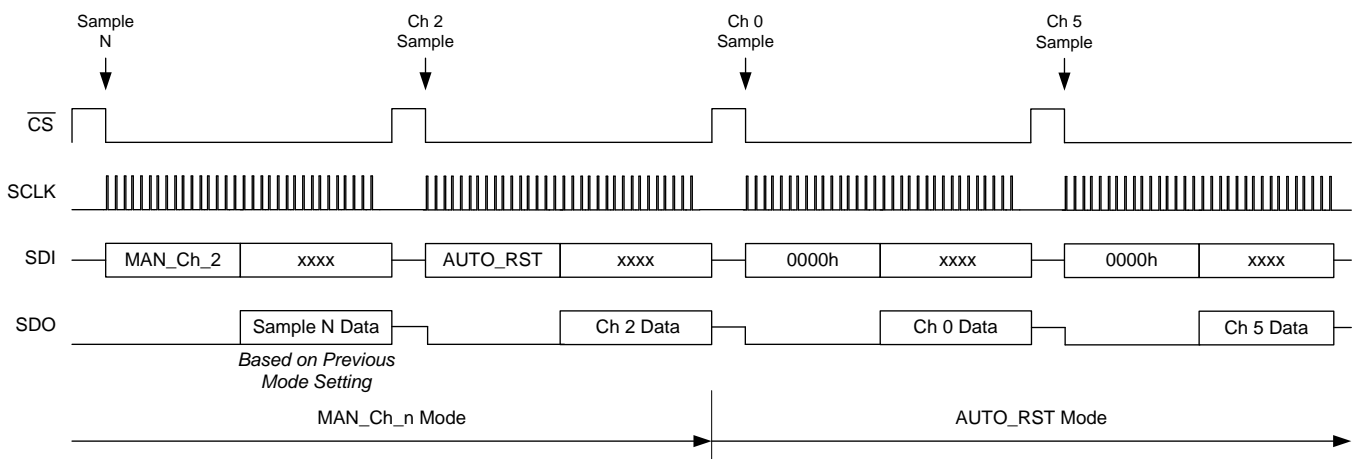 Sample
N
Ch 2
Sample
Ch 0
Sample
Ch 5
Sample
CS
SCLK
SDI
MAN_Ch_2
xxxx
AUTO_RST
xxxx
0000h
xxxx
0000h
xxxx
SDO
Sample N Data
Ch 2 Data
Ch 0 Data
Ch 5 Data
Based on Previous
Mode Setting
MAN_Ch_n Mode
AUTO_RST Mode